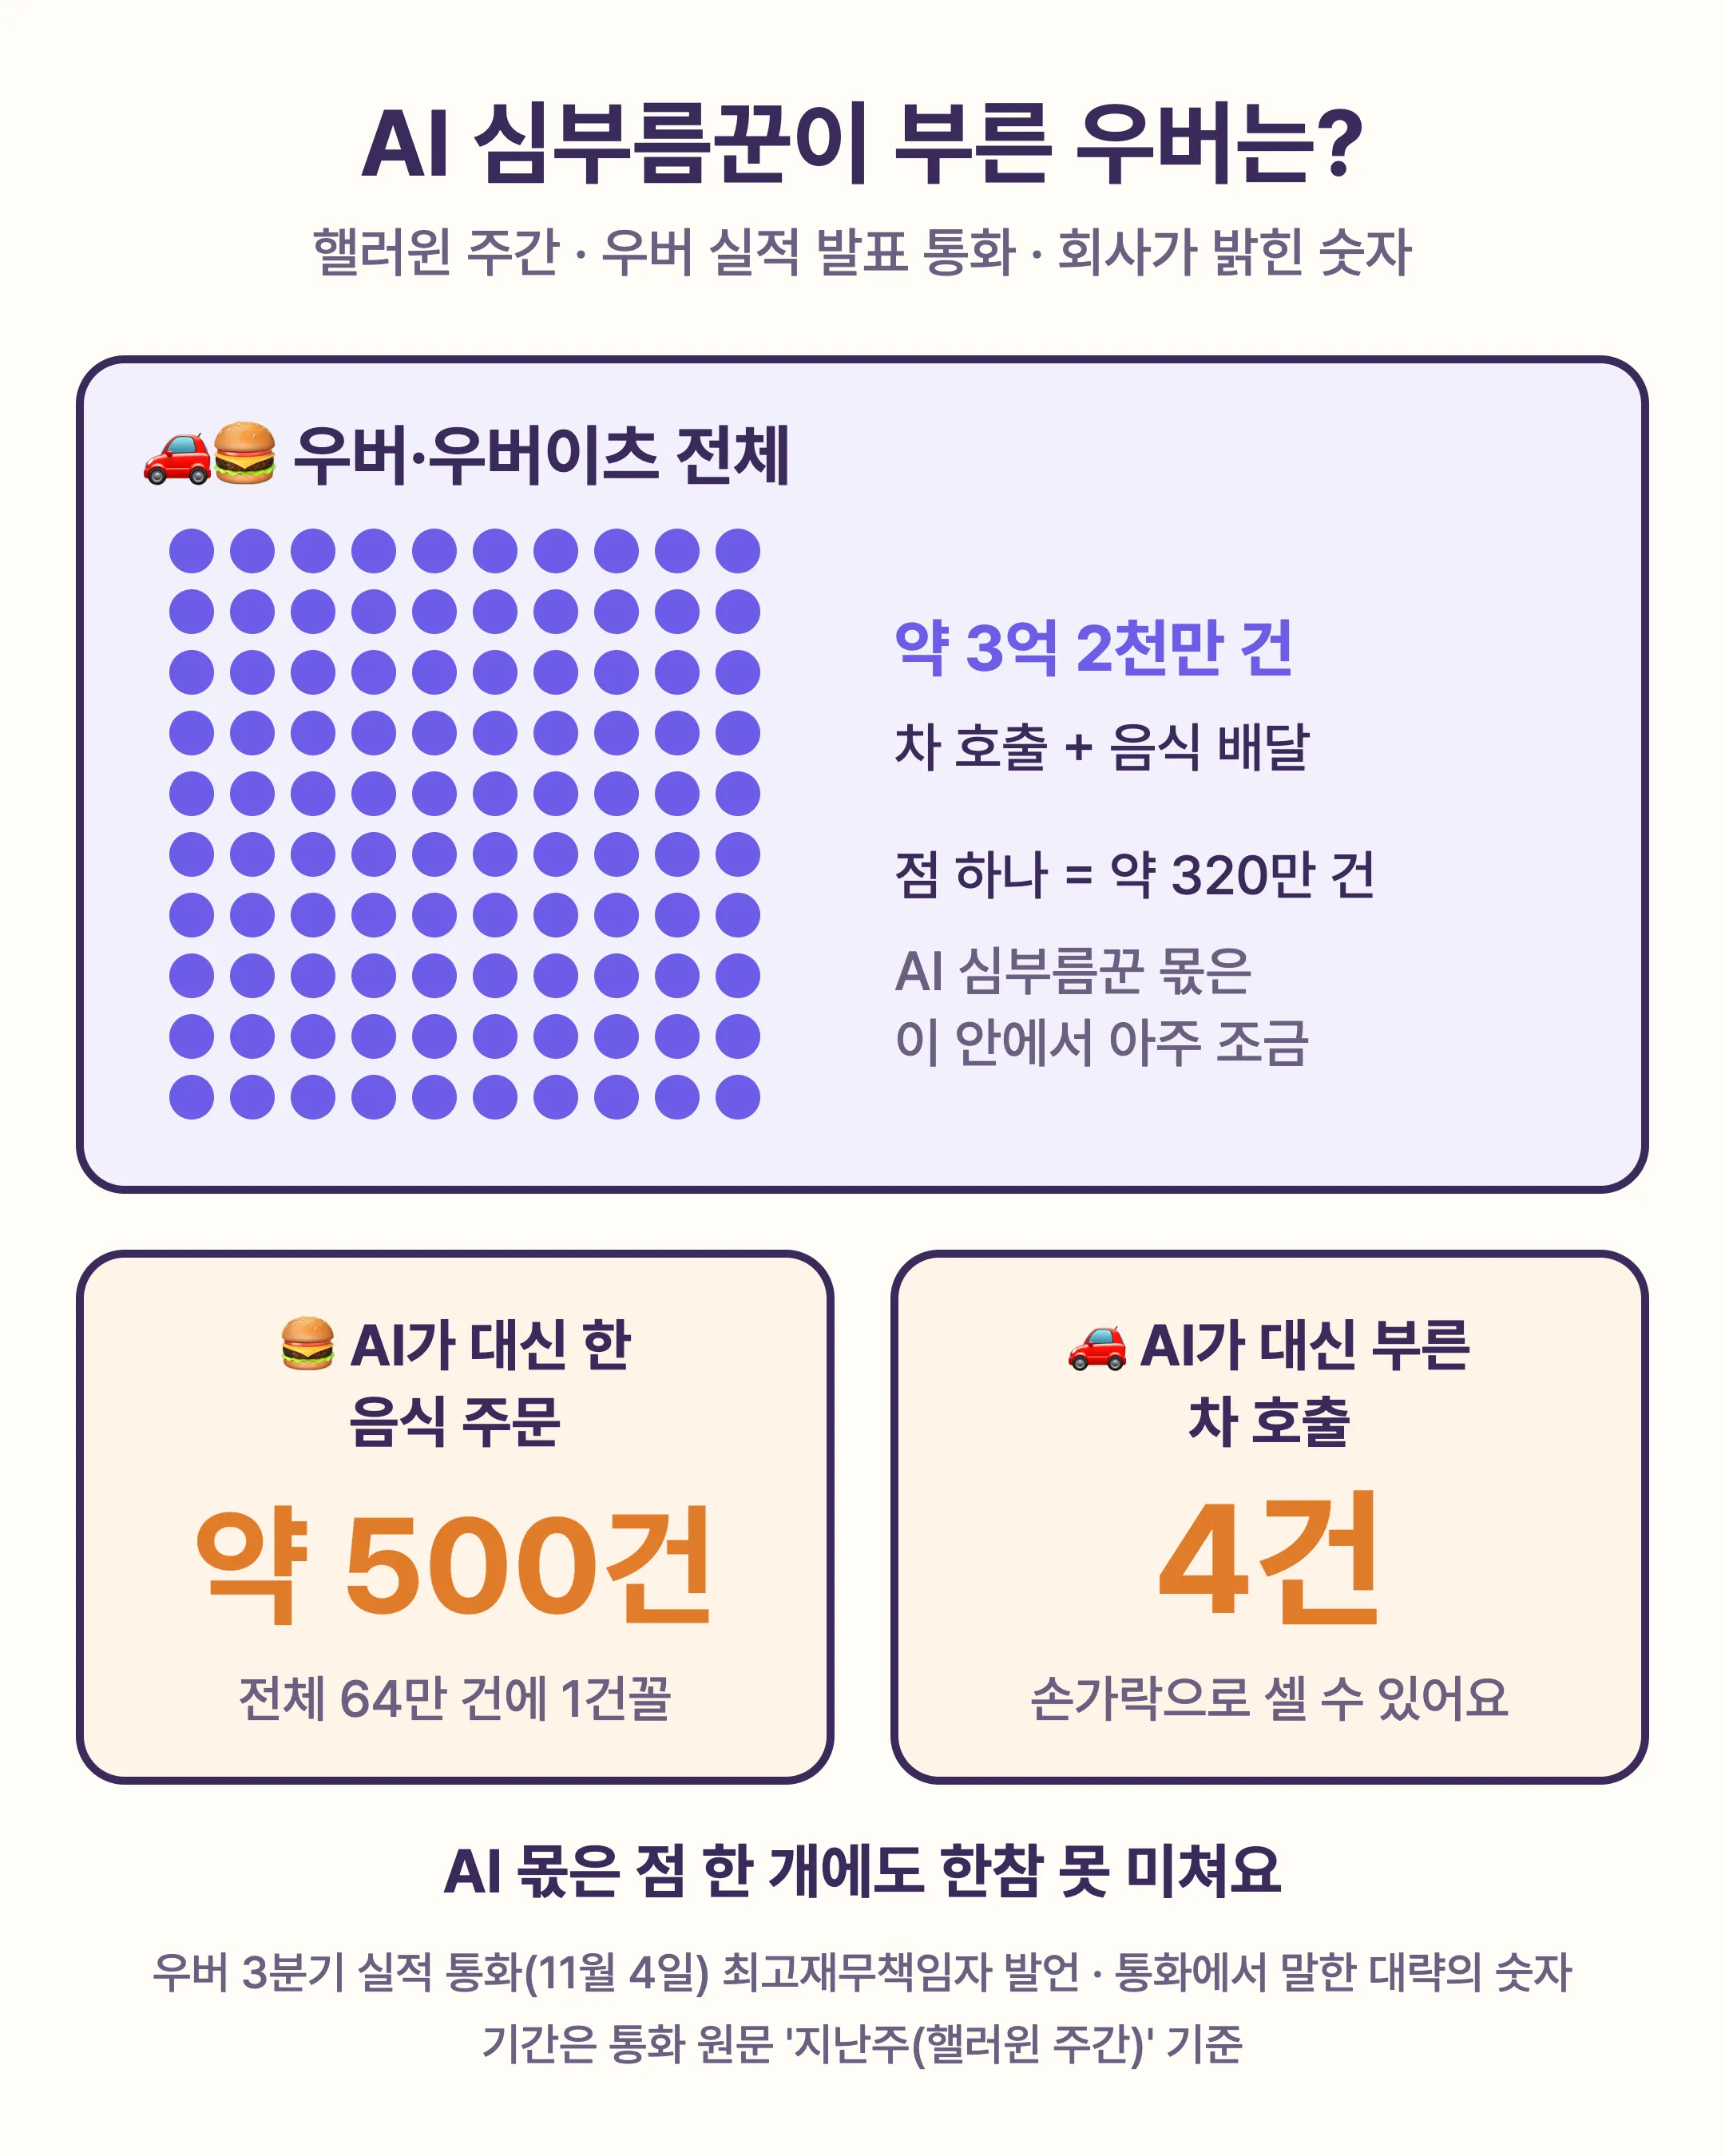 AI 심부름꾼이 부른 우버는?
핼러윈 주간 · 우버 실적 발표 통화 · 회사가 밝힌 숫자
우버·우버이츠 전체
약 3억 2천만 건
차 호출 + 음식 배달
점 하나 = 약 320만 건
AI 심부름꾼 몫은
이 안에서 아주 조금
AI가 대신 한
음식 주문
약 500건
전체 64만 건에 1건꼴
AI가 대신 부른
차 호출
4건
손가락으로 셀 수 있어요
AI 몫은 점 한 개에도 한참 못 미쳐요
우버 3분기 실적 통화(11월 4일) 최고재무책임자 발언 · 통화에서 말한 대략의 숫자
기간은 통화 원문 '지난주(핼러윈 주간)' 기준